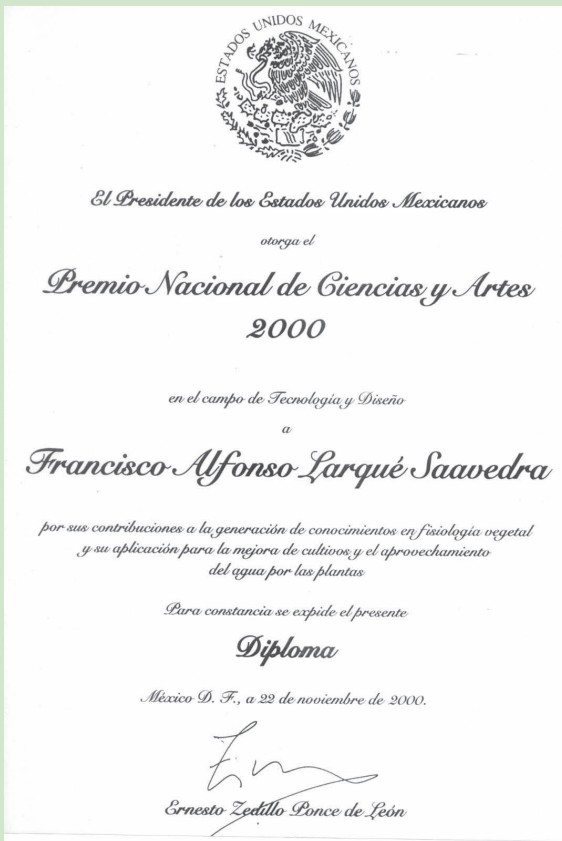 ESTADOS UNIDOS MEXICANOS
El Presidente de los Estados Unidos Mexicanos
otorga el
Premio Nacional de Ciencias y Artes
2000
en el campo de Tecnología y Diseño
a
Francisco Alfonso Larqué Saavedra
por sus contribuciones a la generación de conocimientos en fisiología vegetal
y su aplicación para la mejora de cultivos y el aprovechamiento
del agua por las plantas
Para constancia se expide el presente
Diploma
México D. F., a 22 de noviembre de 2000.
Ernesto Zedillo Ponce de León